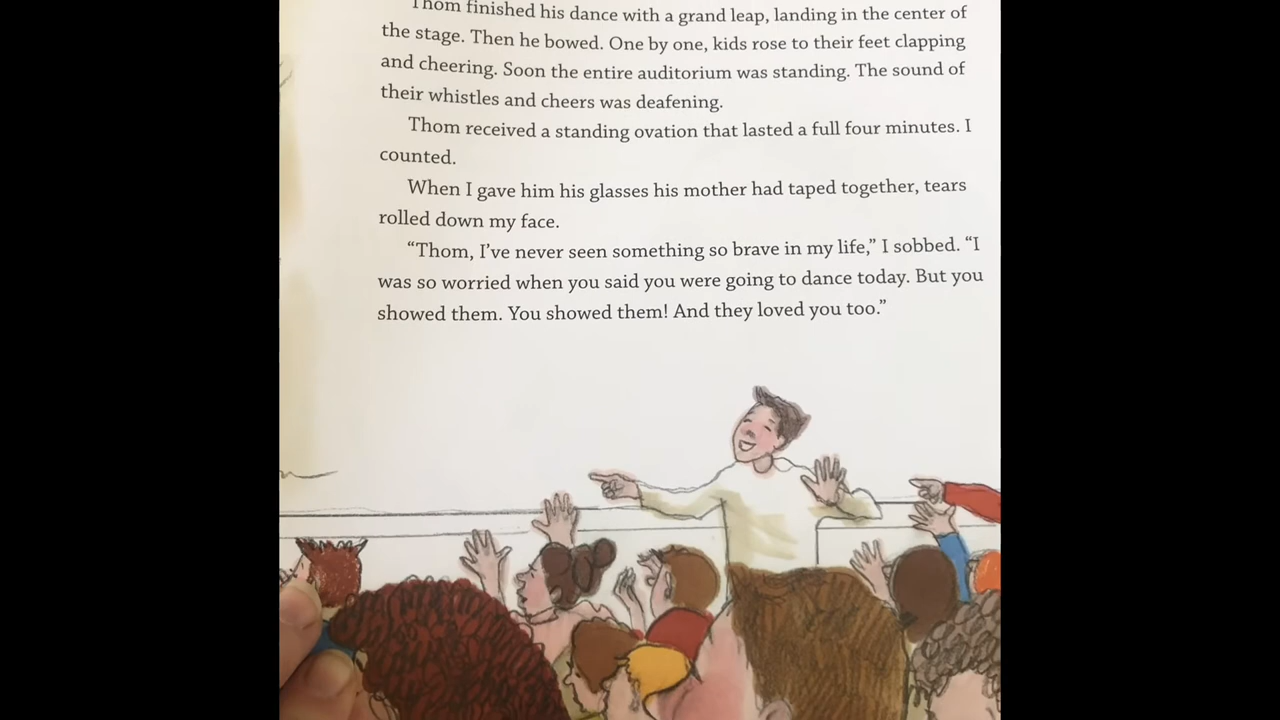 Thom finished his dance with a grand leap, landing in the center of
the stage. Then he bowed. One by one, kids rose to their feet clapping
and cheering. Soon the entire auditorium was standing. The sound of
their whistles and cheers was deafening.
Thom received a standing ovation that lasted a full four minutes. I
counted.
When I gave him his glasses his mother had taped together, tears
rolled down my face.
“Thom, I’ve never seen something so brave in my life,” I sobbed. “I
was so worried when you said you were going to dance today. But you
showed them. You showed them! And they loved you too.”